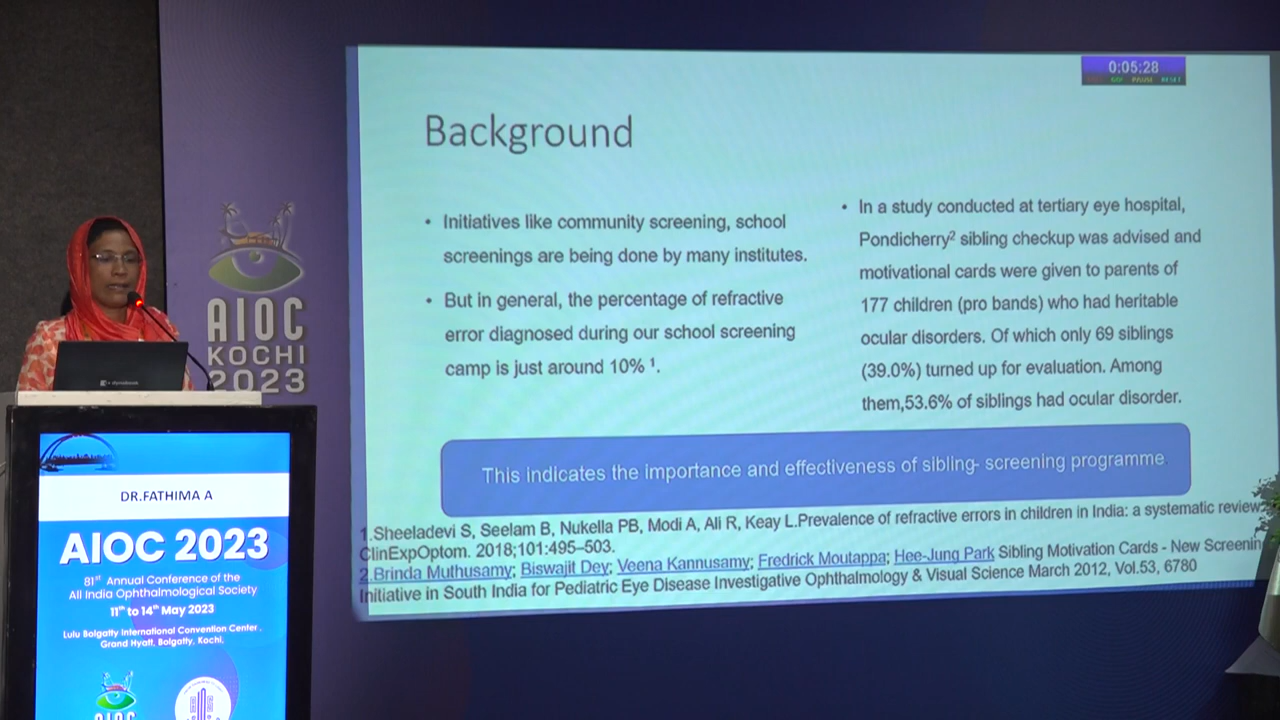 0:05:28
Background
• Initiatives like community screening, school
screenings are being done by many institutes.
• But in general, the percentage of refractive
error diagnosed during our school screening
camp is just around 10% ¹.
• In a study conducted at tertiary eye hospital,
Pondicherry² sibling checkup was advised and
motivational cards were given to parents of
177 children (pro bands) who had heritable
ocular disorders. Of which only 69 siblings
(39.0%) turned up for evaluation. Among
them,53.6% of siblings had ocular disorder.
This indicates the importance and effectiveness of sibling- screening programme.
1.Sheeladevi S, Seelam B, Nukella PB, Modi A, Ali R, Keay L.Prevalence of refractive errors in children in India: a systematic review.
ClinExpOptom. 2018;101:495–503.
2.Brinda Muthusamy; Biswajit Dey; Veena Kannusamy; Fredrick Moutappa; Hee-Jung Park Sibling Motivation Cards - New Screenin
Initiative in South India for Pediatric Eye Disease Investigative Ophthalmology & Visual Science March 2012, Vol.53, 6780
AIOC
KOCHI
2023
DR.FATHIMA A
AIOC 2023
81st Annual Conference of the
All India Ophthalmological Society
11th to 14th May 2023
Lulu Bolgatty International Convention Center,
Grand Hyatt, Bolgatty, Kochi.
AIOC